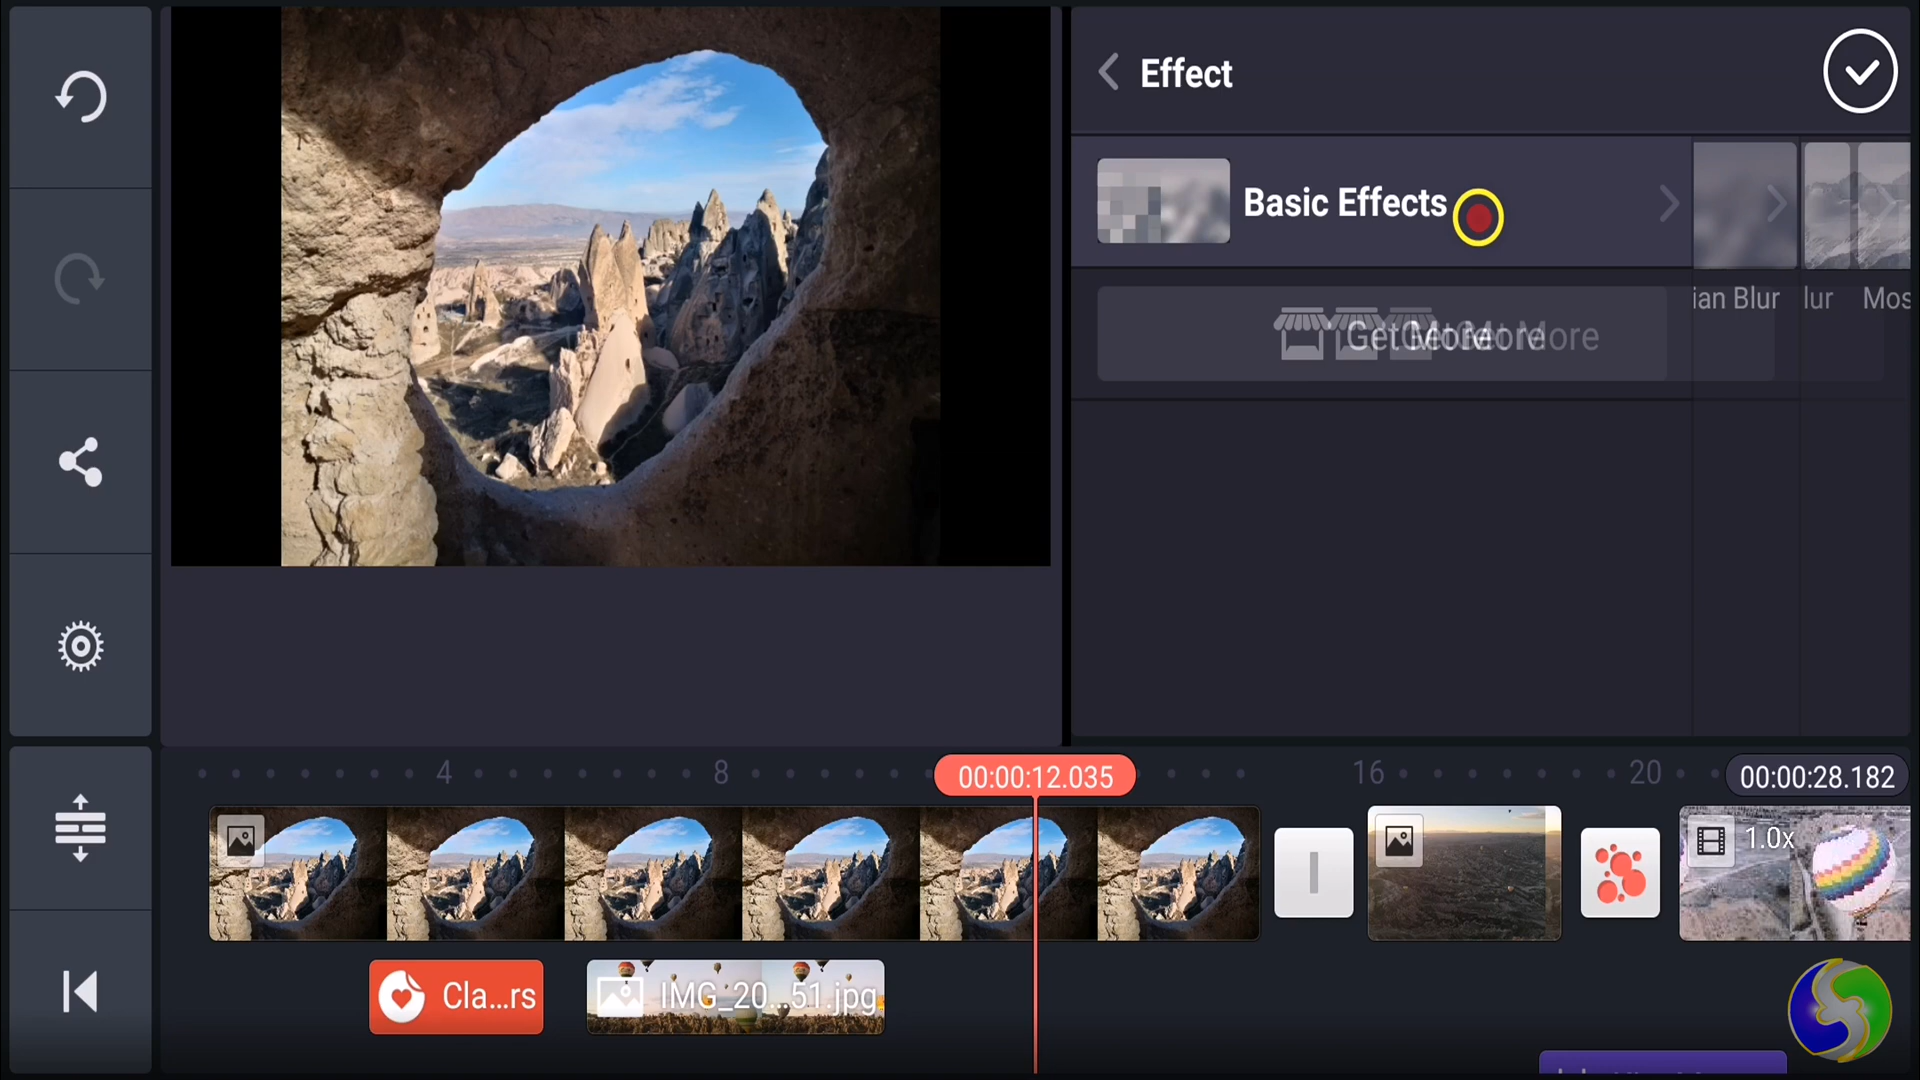 Effect
Basic Effects
ian Blur
lur
Mos
Get More
4
8
00:00:12.035
16
20
00:00:28.182
1.0x
Cla...rs
IMG_20...51.jpg